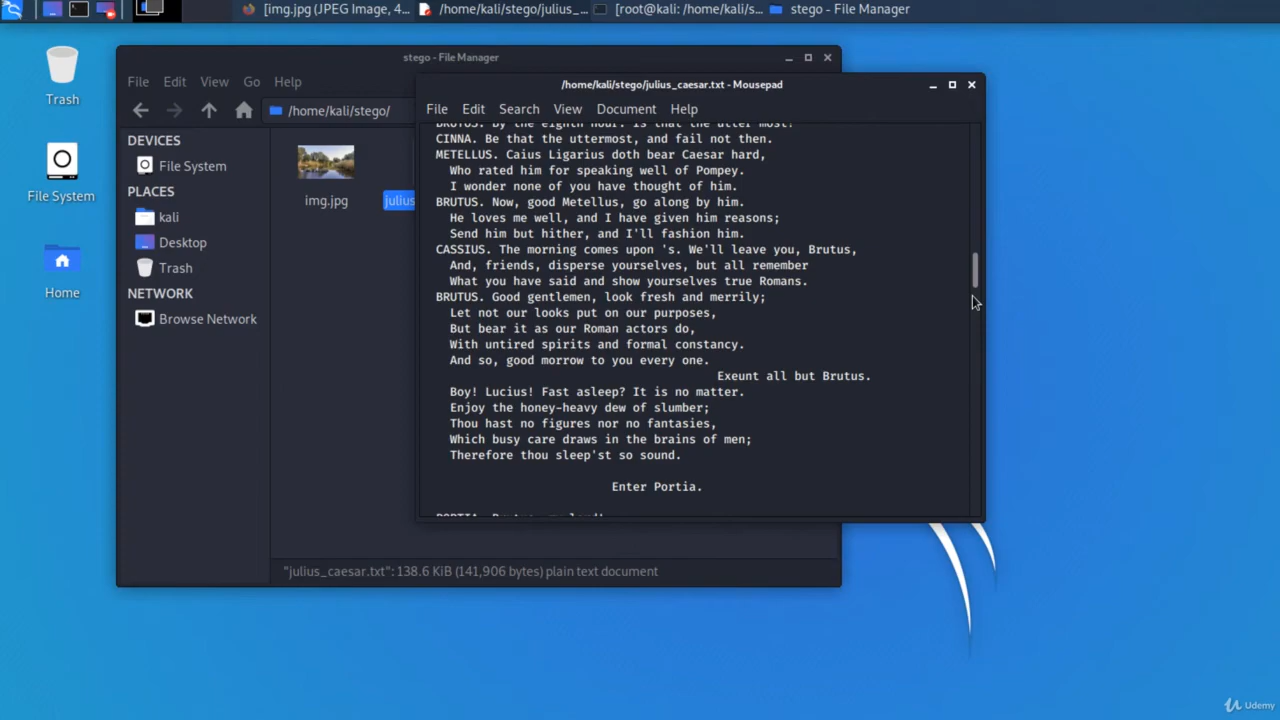 [img.jpg (JPEG Image, 4...
/home/kali/stego/julius_...
[root@kali: /home/kali/s...
stego - File Manager
Trash
File System
Home
stego - File Manager
File Edit View Go Help
/home/kali/stego/
DEVICES
File System
PLACES
kali
Desktop
Trash
NETWORK
Browse Network
img.jpg
julius
"julius_caesar.txt": 138.6 KiB (141,906 bytes) plain text document
/home/kali/stego/julius_caesar.txt - Mousepad
File Edit Search View Document Help
BRUTUS. By the eighth hour. Is that the utter most?
CINNA. Be that the uttermost, and fail not then.
METELLUS. Caius Ligarius doth bear Caesar hard,
Who rated him for speaking well of Pompey.
I wonder none of you have thought of him.
BRUTUS. Now, good Metellus, go along by him.
He loves me well, and I have given him reasons;
Send him but hither, and I'll fashion him.
CASSIUS. The morning comes upon 's. We'll leave you, Brutus,
And, friends, disperse yourselves, but all remember
What you have said and show yourselves true Romans.
BRUTUS. Good gentlemen, look fresh and merrily;
Let not our looks put on our purposes,
But bear it as our Roman actors do,
With untired spirits and formal constancy.
And so, good morrow to you every one.
Exeunt all but Brutus.
Boy! Lucius! Fast asleep? It is no matter.
Enjoy the honey-heavy dew of slumber;
Thou hast no figures nor no fantasies,
Which busy care draws in the brains of men;
Therefore thou sleep'st so sound.
Enter Portia.
Udemy